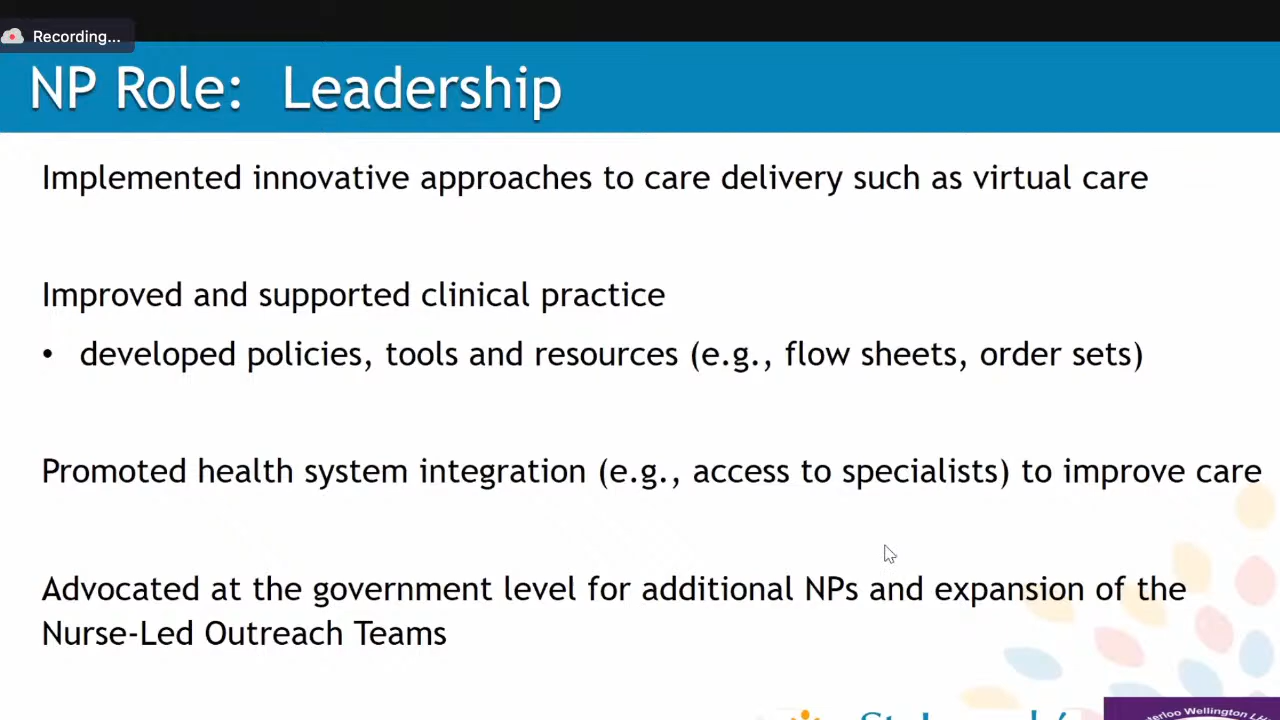 Recording...
NP Role: Leadership
Implemented innovative approaches to care delivery such as virtual care
Improved and supported clinical practice
• developed policies, tools and resources (e.g., flow sheets, order sets)
Promoted health system integration (e.g., access to specialists) to improve care
Advocated at the government level for additional NPs and expansion of the
Nurse-Led Outreach Teams